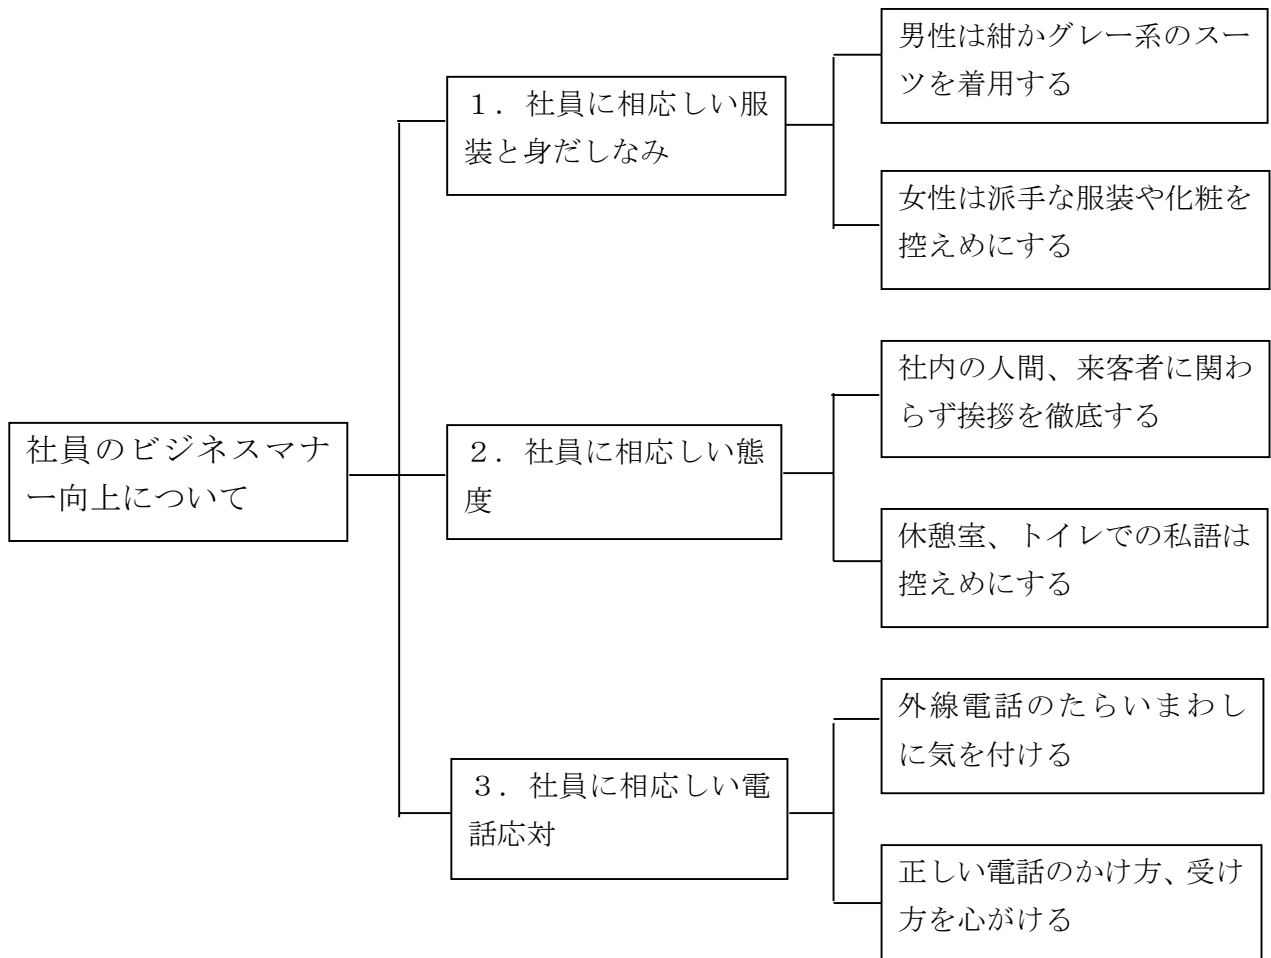 社員のビジネスマナ
ー向上について
１．社員に相応しい服
装と身だしなみ
男性は紺かグレー系のスー
ツを着用する
女性は派手な服装や化粧を
控えめにする
２．社員に相応しい態
度
社内の人間、来客者に関わ
らず挨拶を徹底する
休憩室、トイレでの私語は
控えめにする
３．社員に相応しい電
話応対
外線電話のたらいまわし
に気を付ける
正しい電話のかけ方、受け
方を心がける